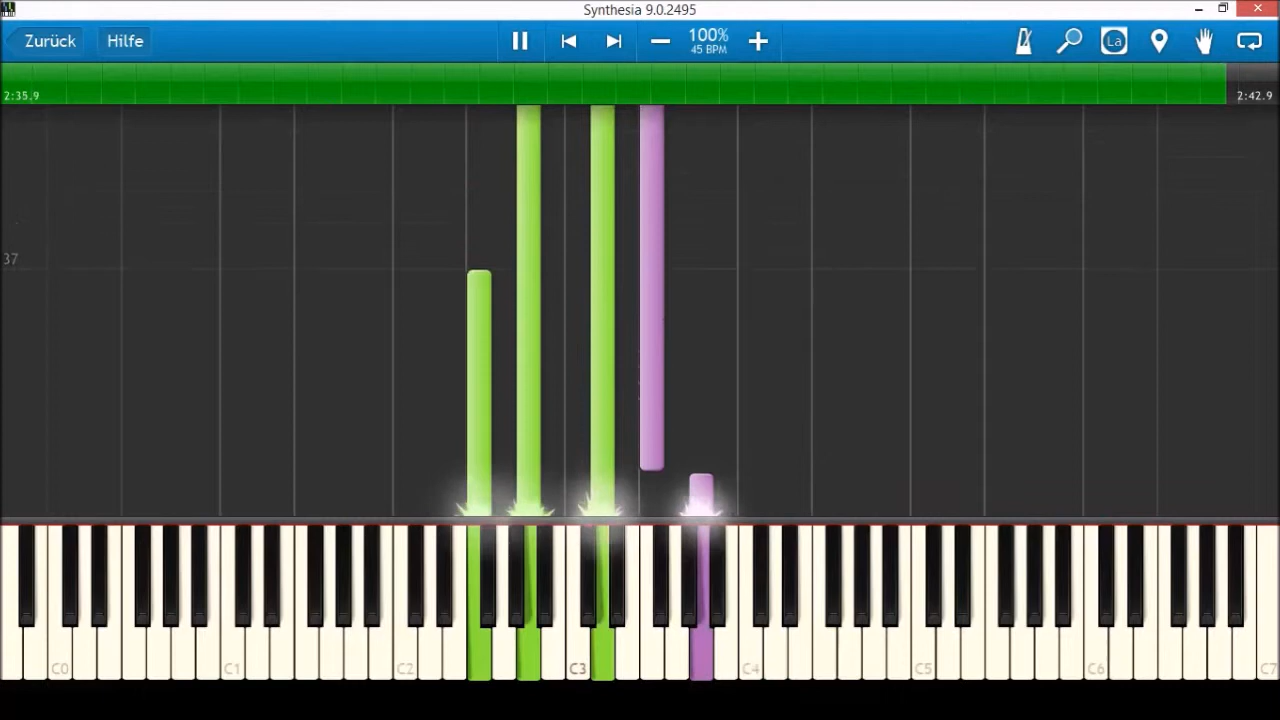 Synthesia 9.0.2495
Zurück Hilfe 100% La
45 BPM
2:35.9 2:42.9
37
C0 C1 C2 C3 C4 C5 C6 C7